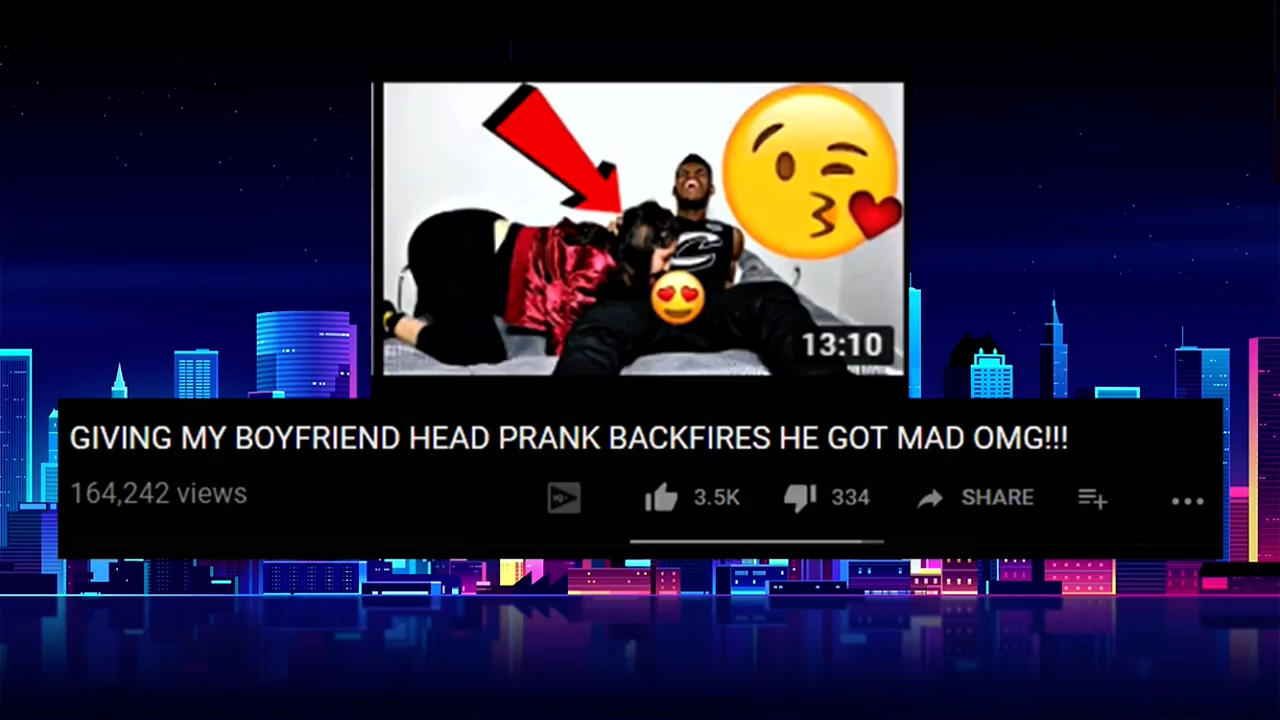 13:10
GIVING MY BOYFRIEND HEAD PRANK BACKFIRES HE GOT MAD OMG!!!
164,242 views 3.5K 334 SHARE